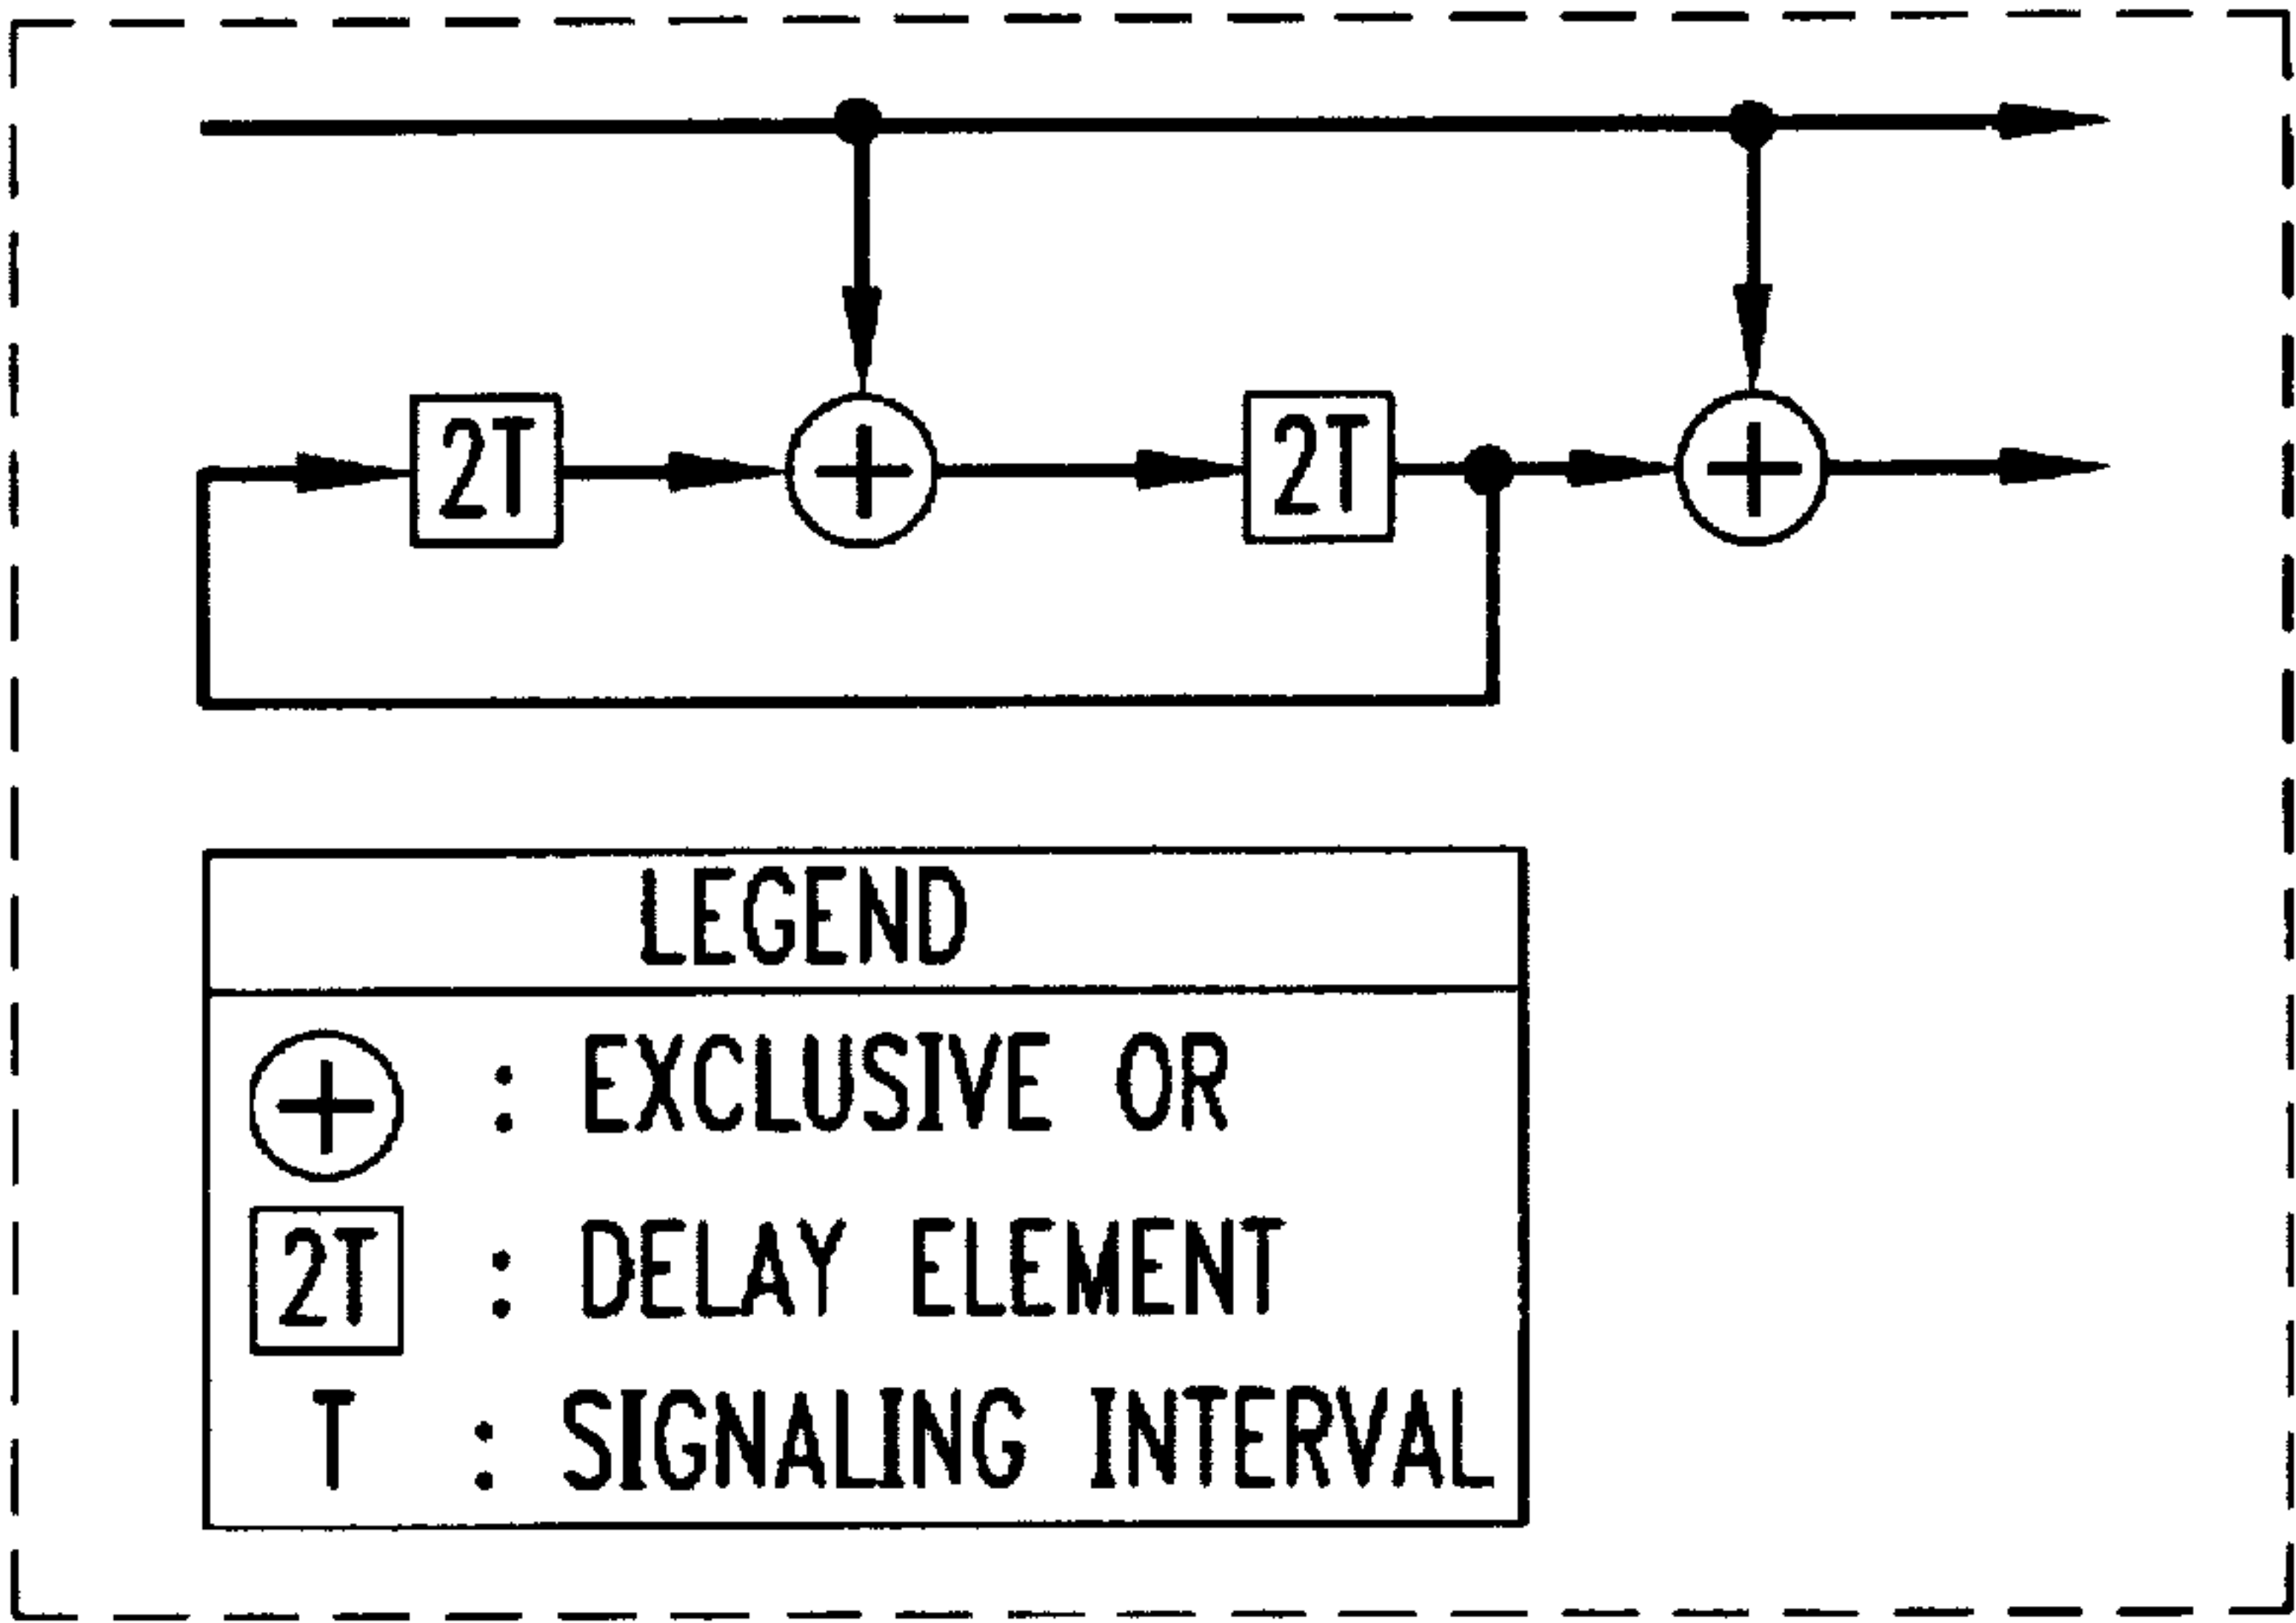 2T 2T
LEGEND
: EXCLUSIVE OR
2T : DELAY ELEMENT
T : SIGNALING INTERVAL